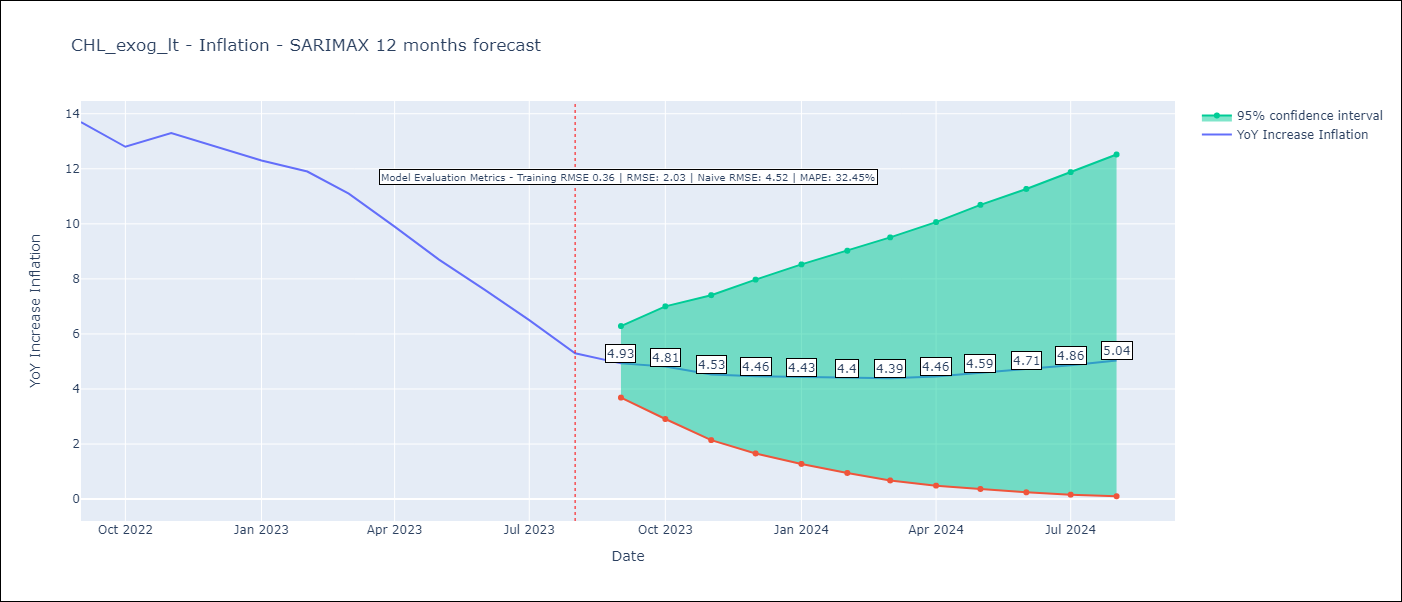 CHL_exog_lt - Inflation - SARIMAX 12 months forecast
95% confidence interval
YoY Increase Inflation
Model Evaluation Metrics - Training RMSE 0.36 | RMSE: 2.03 | Naive RMSE: 4.52 | MAPE: 32.45%
YoY Increase Inflation
14
12
10
8
6
4
2
0
4.93
4.81
4.53
4.46
4.43
4.4
4.39
4.46
4.59
4.71
4.86
5.04
Oct 2022
Jan 2023
Apr 2023
Jul 2023
Oct 2023
Jan 2024
Apr 2024
Jul 2024
Date